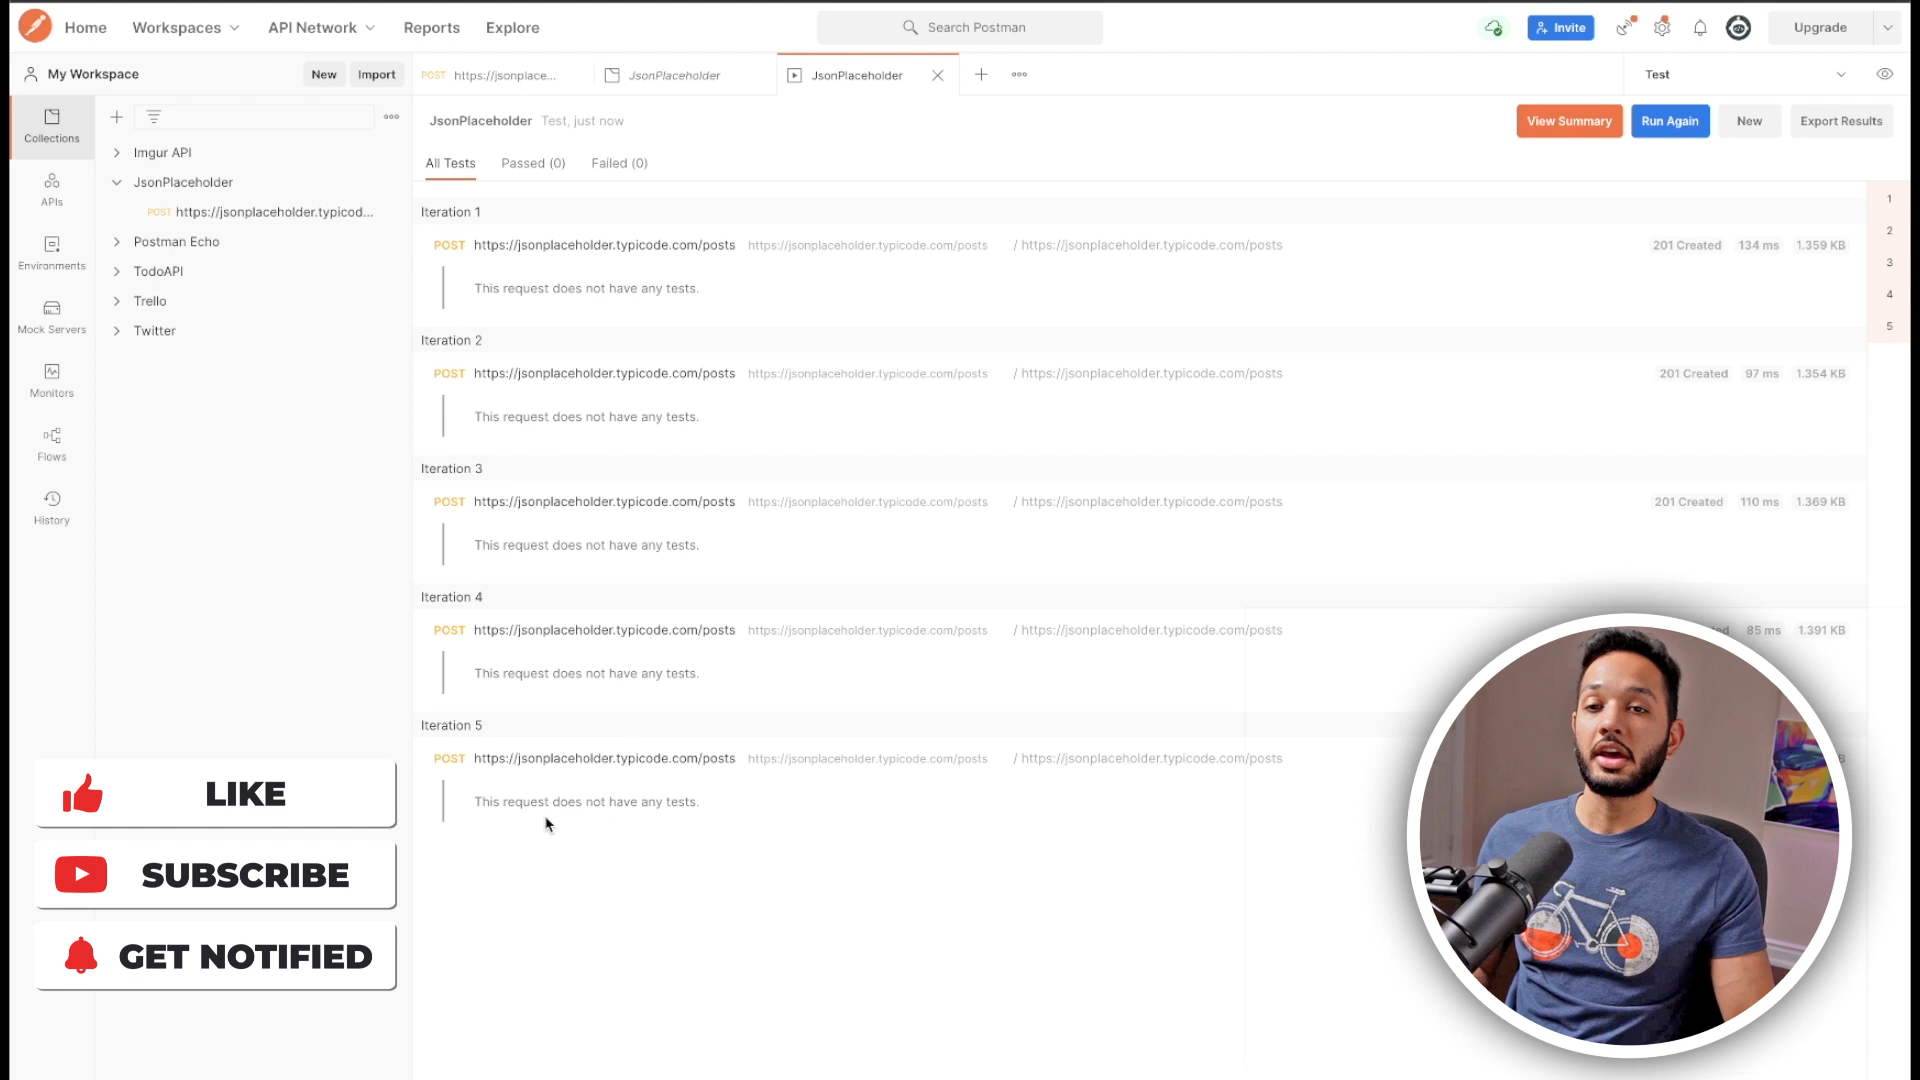 Home
Workspaces
API Network
Reports
Explore
Search Postman
Invite
Upgrade
My Workspace
New
Import
POST https://jsonplace...
JsonPlaceholder
JsonPlaceholder
Test
Collections
APIs
Environments
Mock Servers
Monitors
Flows
History
Imgur API
JsonPlaceholder
POST https://jsonplaceholder.typicod...
Postman Echo
TodoAPI
Trello
Twitter
JsonPlaceholder Test, just now
View Summary
Run Again
New
Export Results
All Tests
Passed (0)
Failed (0)
Iteration 1
POST https://jsonplaceholder.typicode.com/posts https://jsonplaceholder.typicode.com/posts / https://jsonplaceholder.typicode.com/posts 201 Created 134 ms 1.359 KB
This request does not have any tests.
Iteration 2
POST https://jsonplaceholder.typicode.com/posts https://jsonplaceholder.typicode.com/posts / https://jsonplaceholder.typicode.com/posts 201 Created 97 ms 1.354 KB
This request does not have any tests.
Iteration 3
POST https://jsonplaceholder.typicode.com/posts https://jsonplaceholder.typicode.com/posts / https://jsonplaceholder.typicode.com/posts 201 Created 110 ms 1.369 KB
This request does not have any tests.
Iteration 4
POST https://jsonplaceholder.typicode.com/posts https://jsonplaceholder.typicode.com/posts / https://jsonplaceholder.typicode.com/posts 85 ms 1.391 KB
This request does not have any tests.
Iteration 5
POST https://jsonplaceholder.typicode.com/posts https://jsonplaceholder.typicode.com/posts / https://jsonplaceholder.typicode.com/posts
This request does not have any tests.
1
2
3
4
5
LIKE
SUBSCRIBE
GET NOTIFIED